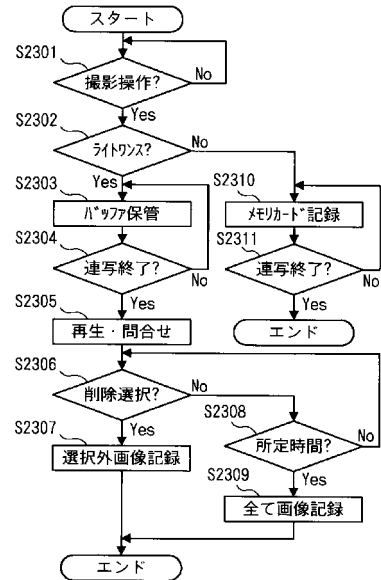 スタート
S2301
撮影操作?
No
Yes
S2302
ライトワンス?
No
Yes
S2303
バッファ保管
S2310
メモリカード記録
S2304
連写終了?
No
Yes
S2311
連写終了?
No
Yes
S2305
再生・問合せ
エンド
S2306
削除選択?
No
Yes
S2308
所定時間?
No
Yes
S2307
選択外画像記録
S2309
全て画像記録
エンド